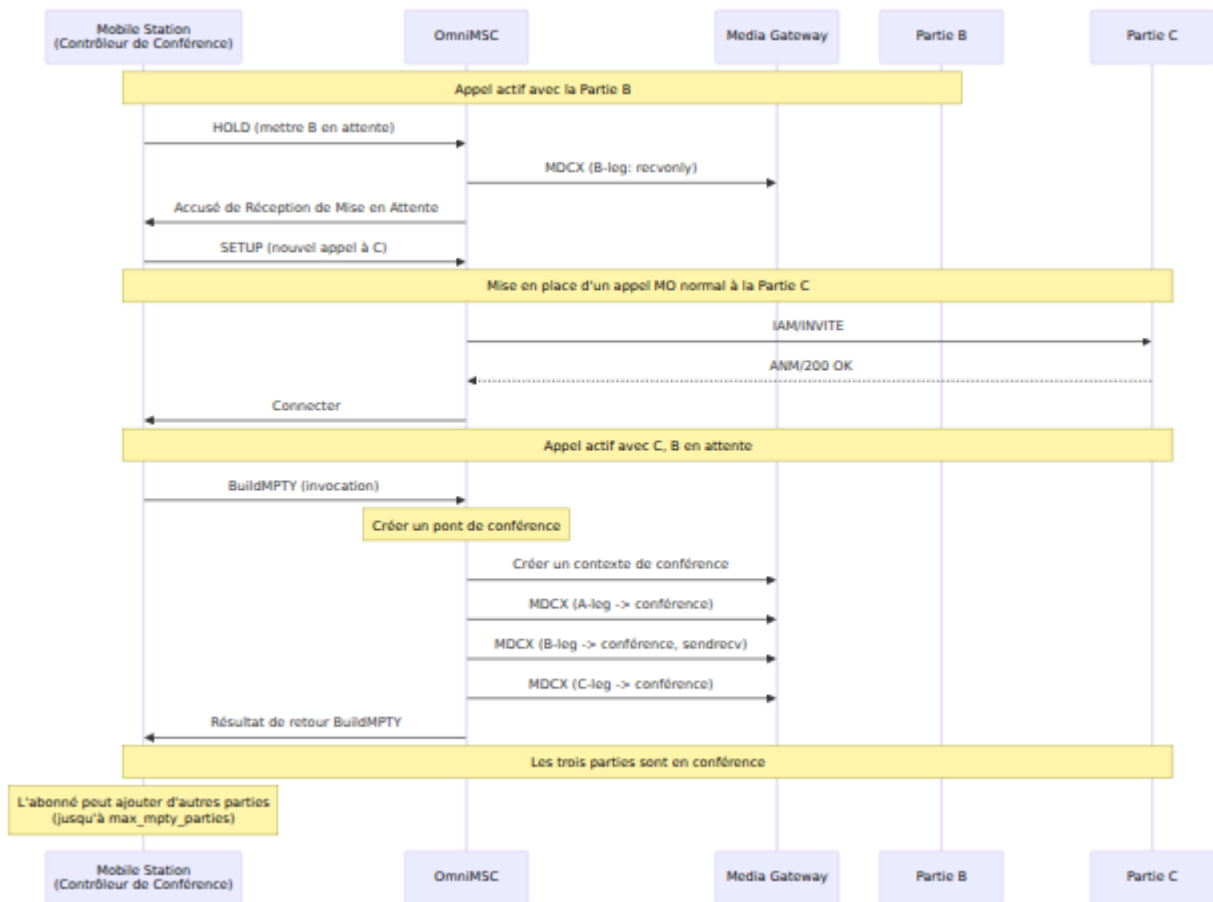 Mobile Station
(Contrôleur de Conférence)
OmniMSC
Media Gateway
Partie B
Partie C
Appel actif avec la Partie B
HOLD (mettre B en attente)
MDCX (B-leg: recvonly)
Accusé de Réception de Mise en Attente
SETUP (nouvel appel à C)
Mise en place d'un appel MO normal à la Partie C
IAM/INVITE
ANM/200 OK
Connecter
Appel actif avec C, B en attente
BuildMPTY (invocation)
Créer un pont de conférence
Créer un contexte de conférence
MDCX (A-leg -> conférence)
MDCX (B-leg -> conférence, sendrecv)
MDCX (C-leg -> conférence)
Résultat de retour BuildMPTY
Les trois parties sont en conférence
L'abonné peut ajouter d'autres parties
(jusqu'à max_mpty_parties)
Mobile Station
(Contrôleur de Conférence)
OmniMSC
Media Gateway
Partie B
Partie C